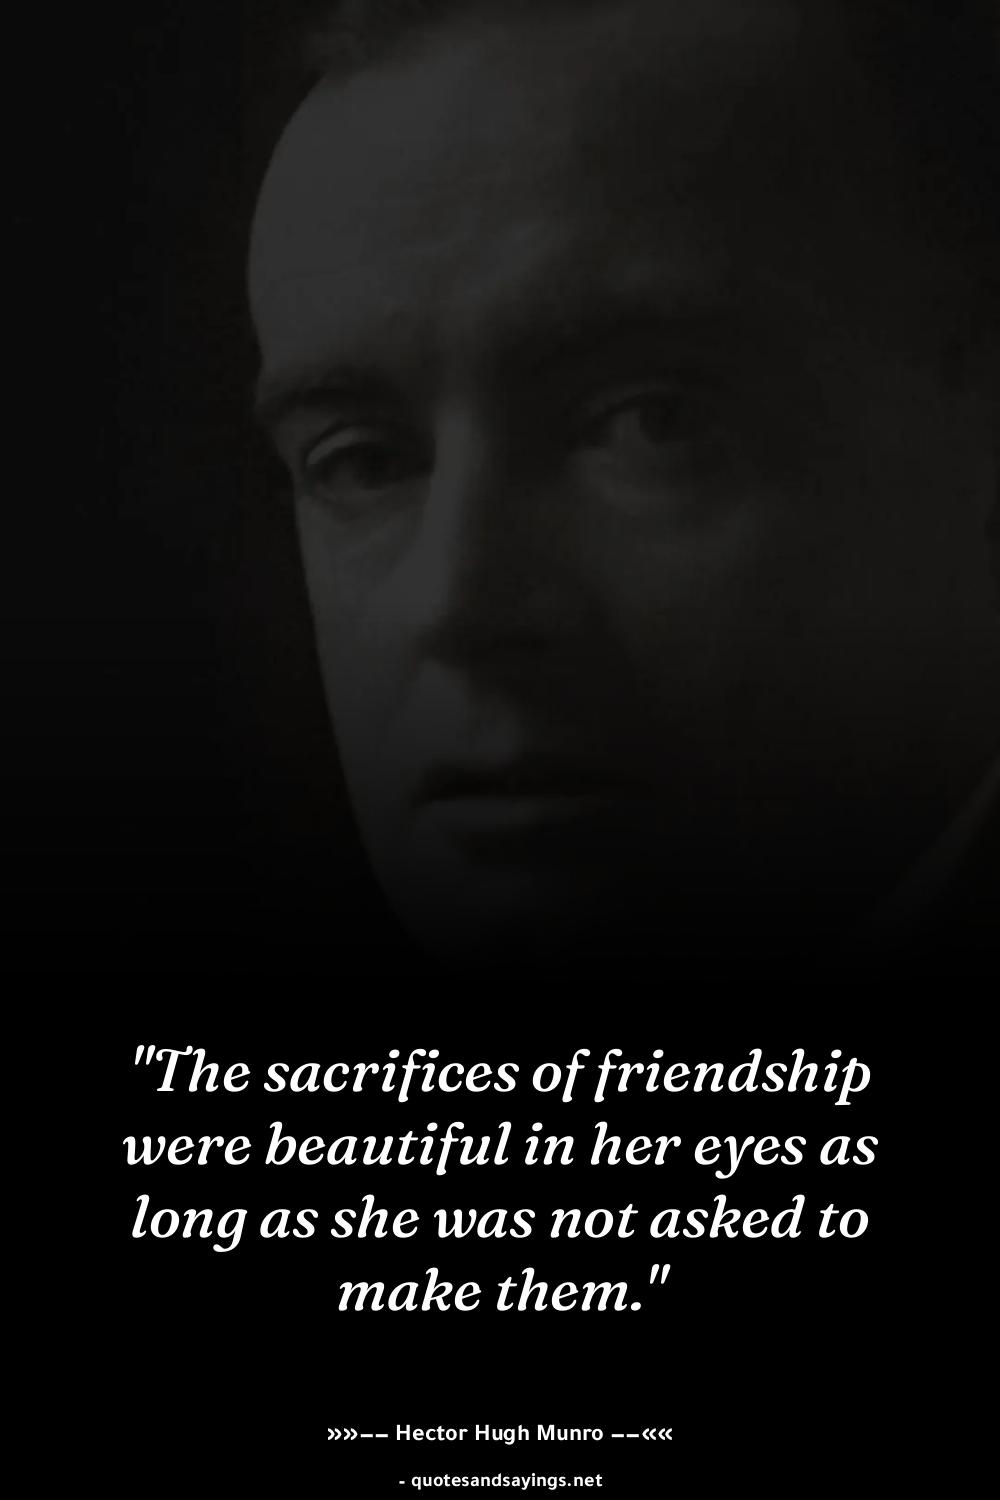 "The sacrifices of friendship
were beautiful in her eyes as
long as she was not asked to
make them."
»»–– Hector Hugh Munro ––««
- quotesandsayings.net